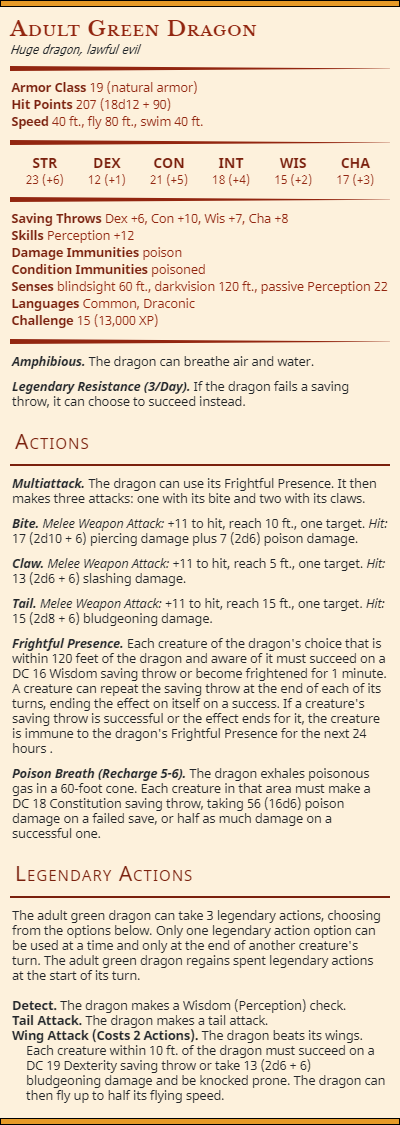 Adult Green Dragon
Huge dragon, lawful evil
Armor Class 19 (natural armor)
Hit Points 207 (18d12 + 90)
Speed 40 ft., fly 80 ft., swim 40 ft.
STR DEX CON INT WIS CHA
23 (+6) 12 (+1) 21 (+5) 18 (+4) 15 (+2) 17 (+3)
Saving Throws Dex +6, Con +10, Wis +7, Cha +8
Skills Perception +12
Damage Immunities poison
Condition Immunities poisoned
Senses blindsight 60 ft., darkvision 120 ft., passive Perception 22
Languages Common, Draconic
Challenge 15 (13,000 XP)
Amphibious. The dragon can breathe air and water.
Legendary Resistance (3/Day). If the dragon fails a saving
throw, it can choose to succeed instead.
Actions
Multiattack. The dragon can use its Frightful Presence. It then
makes three attacks: one with its bite and two with its claws.
Bite. Melee Weapon Attack: +11 to hit, reach 10 ft., one target. Hit:
17 (2d10 + 6) piercing damage plus 7 (2d6) poison damage.
Claw. Melee Weapon Attack: +11 to hit, reach 5 ft., one target. Hit:
13 (2d6 + 6) slashing damage.
Tail. Melee Weapon Attack: +11 to hit, reach 15 ft., one target. Hit:
15 (2d8 + 6) bludgeoning damage.
Frightful Presence. Each creature of the dragon's choice that is
within 120 feet of the dragon and aware of it must succeed on a
DC 16 Wisdom saving throw or become frightened for 1 minute.
A creature can repeat the saving throw at the end of each of its
turns, ending the effect on itself on a success. If a creature's
saving throw is successful or the effect ends for it, the creature
is immune to the dragon's Frightful Presence for the next 24
hours .
Poison Breath (Recharge 5-6). The dragon exhales poisonous
gas in a 60-foot cone. Each creature in that area must make a
DC 18 Constitution saving throw, taking 56 (16d6) poison
damage on a failed save, or half as much damage on a
successful one.
Legendary Actions
The adult green dragon can take 3 legendary actions, choosing
from the options below. Only one legendary action option can
be used at a time and only at the end of another creature's
turn. The adult green dragon regains spent legendary actions
at the start of its turn.
Detect. The dragon makes a Wisdom (Perception) check.
Tail Attack. The dragon makes a tail attack.
Wing Attack (Costs 2 Actions). The dragon beats its wings.
Each creature within 10 ft. of the dragon must succeed on a
DC 19 Dexterity saving throw or take 13 (2d6 + 6)
bludgeoning damage and be knocked prone. The dragon can
then fly up to half its flying speed.